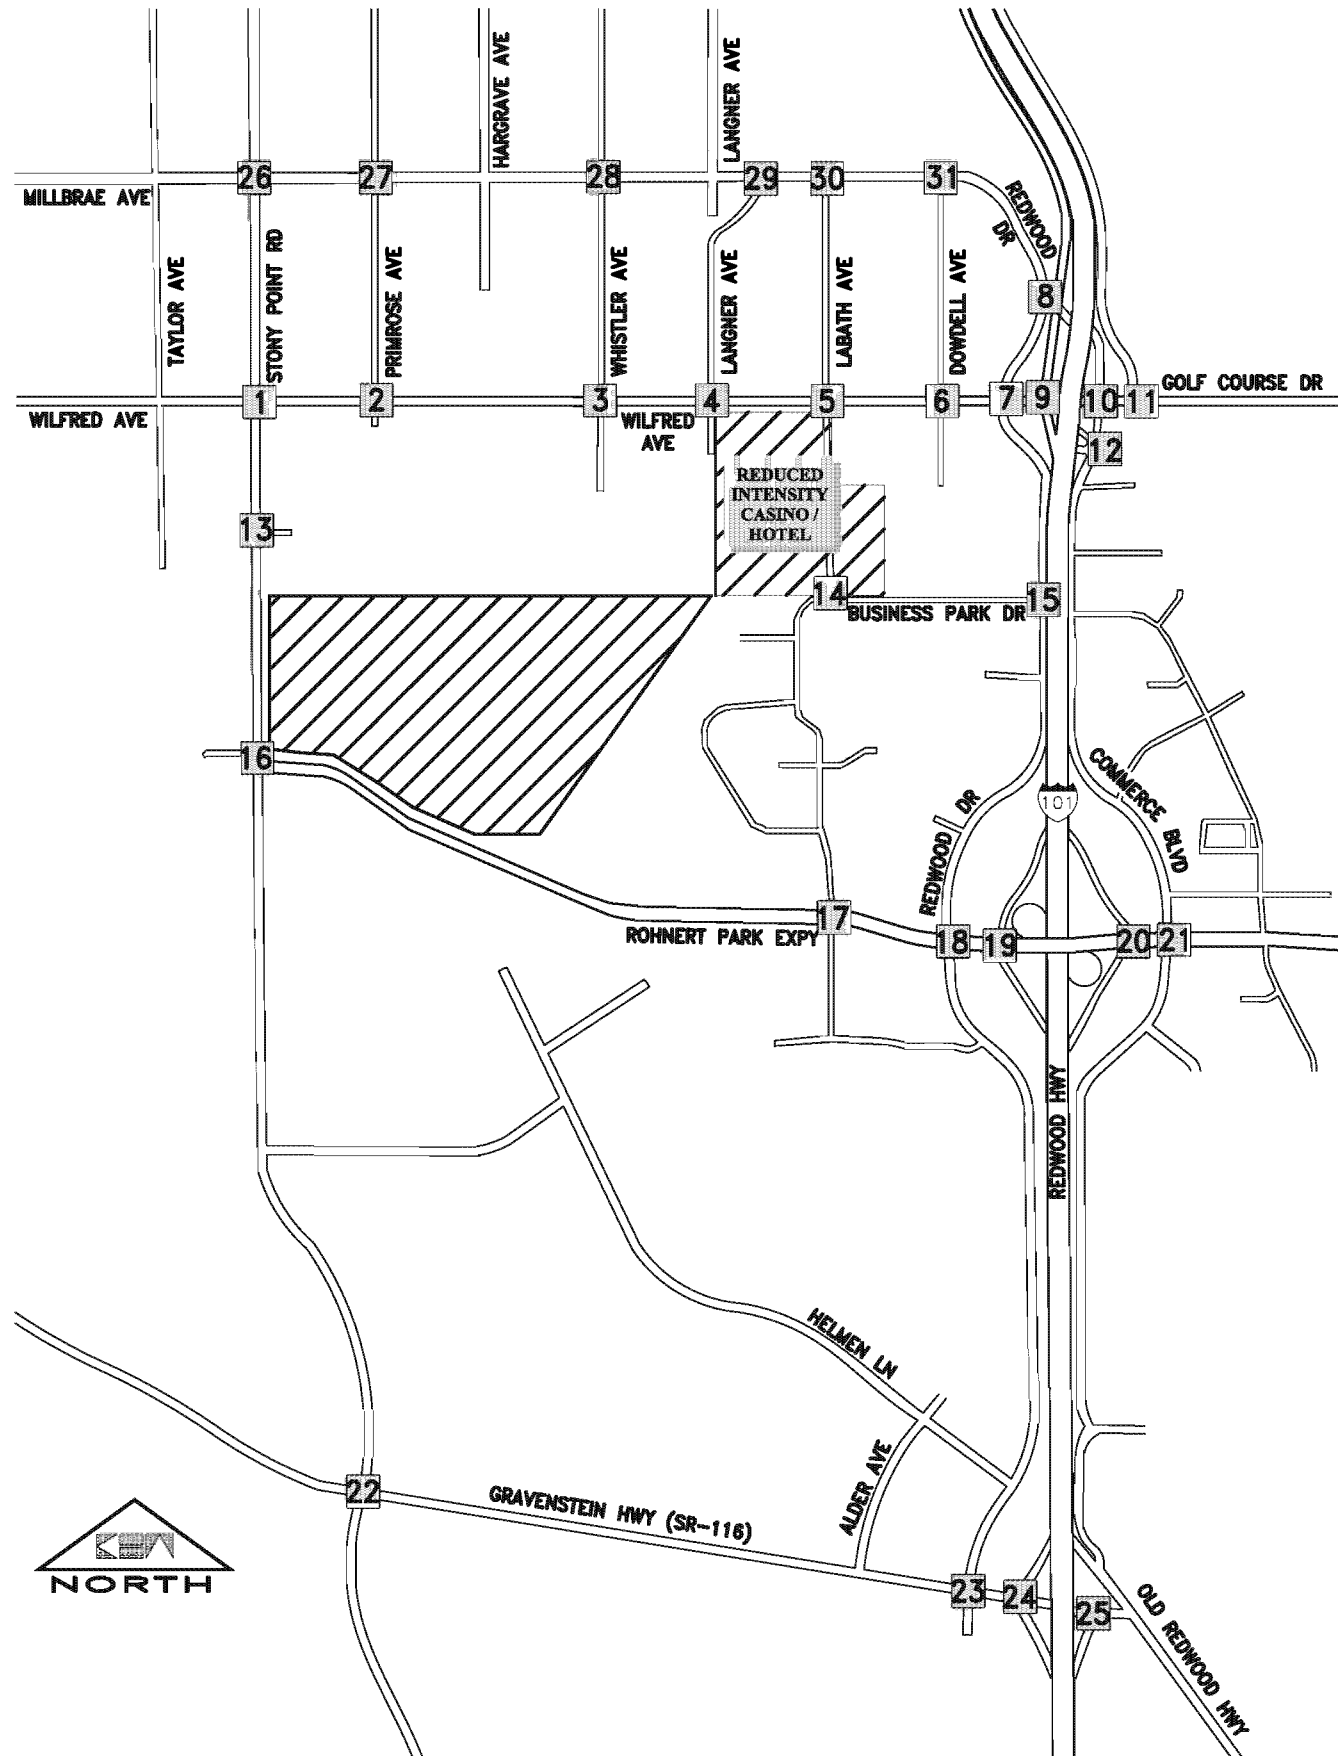 HARGRAVE AVE
LANGNER AVE
26
27
28
29
30
31
MILLBRAE AVE
REDWOOD
DR
TAYLOR AVE
STONY POINT RD
PRIMROSE AVE
WHISTLER AVE
LANGNER AVE
LABATH AVE
DOWDELL AVE
8
1
2
3
4
5
6
7
9
10
11
GOLF COURSE DR
WILFRED AVE
WILFRED
AVE
12
REDUCED
INTENSITY
CASINO /
HOTEL
13
14
15
BUSINESS PARK DR
16
COMMERCE BLVD
101
REDWOOD DR
17
ROHNERT PARK EXPY
18
19
20
21
REDWOOD HWY
HELMEN LN
ALDER AVE
22
GRAVENSTEIN HWY (SR-116)
NORTH
23
24
25
OLD REDWOOD HWY